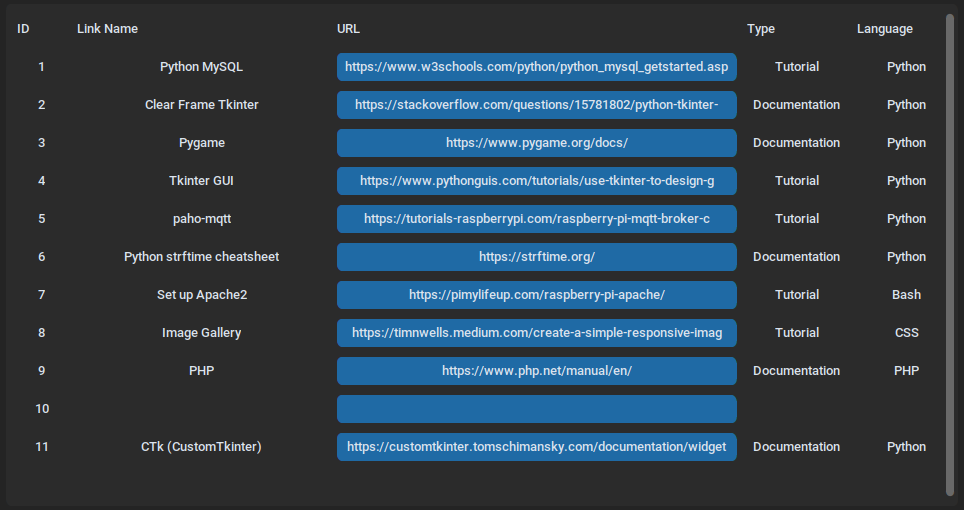 ID Link Name URL Type Language
1 Python MySQL https://www.w3schools.com/python/python_mysql_getstarted.asp Tutorial Python
2 Clear Frame Tkinter https://stackoverflow.com/questions/15781802/python-tkinter- Documentation Python
3 Pygame https://www.pygame.org/docs/ Documentation Python
4 Tkinter GUI https://www.pythonguis.com/tutorials/use-tkinter-to-design-g Tutorial Python
5 paho-mqtt https://tutorials-raspberrypi.com/raspberry-pi-mqtt-broker-c Tutorial Python
6 Python strftime cheatsheet https://strftime.org/ Documentation Python
7 Set up Apache2 https://pimylifeup.com/raspberry-pi-apache/ Tutorial Bash
8 Image Gallery https://timnwells.medium.com/create-a-simple-responsive-imag Tutorial CSS
9 PHP https://www.php.net/manual/en/ Documentation PHP
10
11 CTk (CustomTkinter) https://customtkinter.tomschimansky.com/documentation/widget Documentation Python